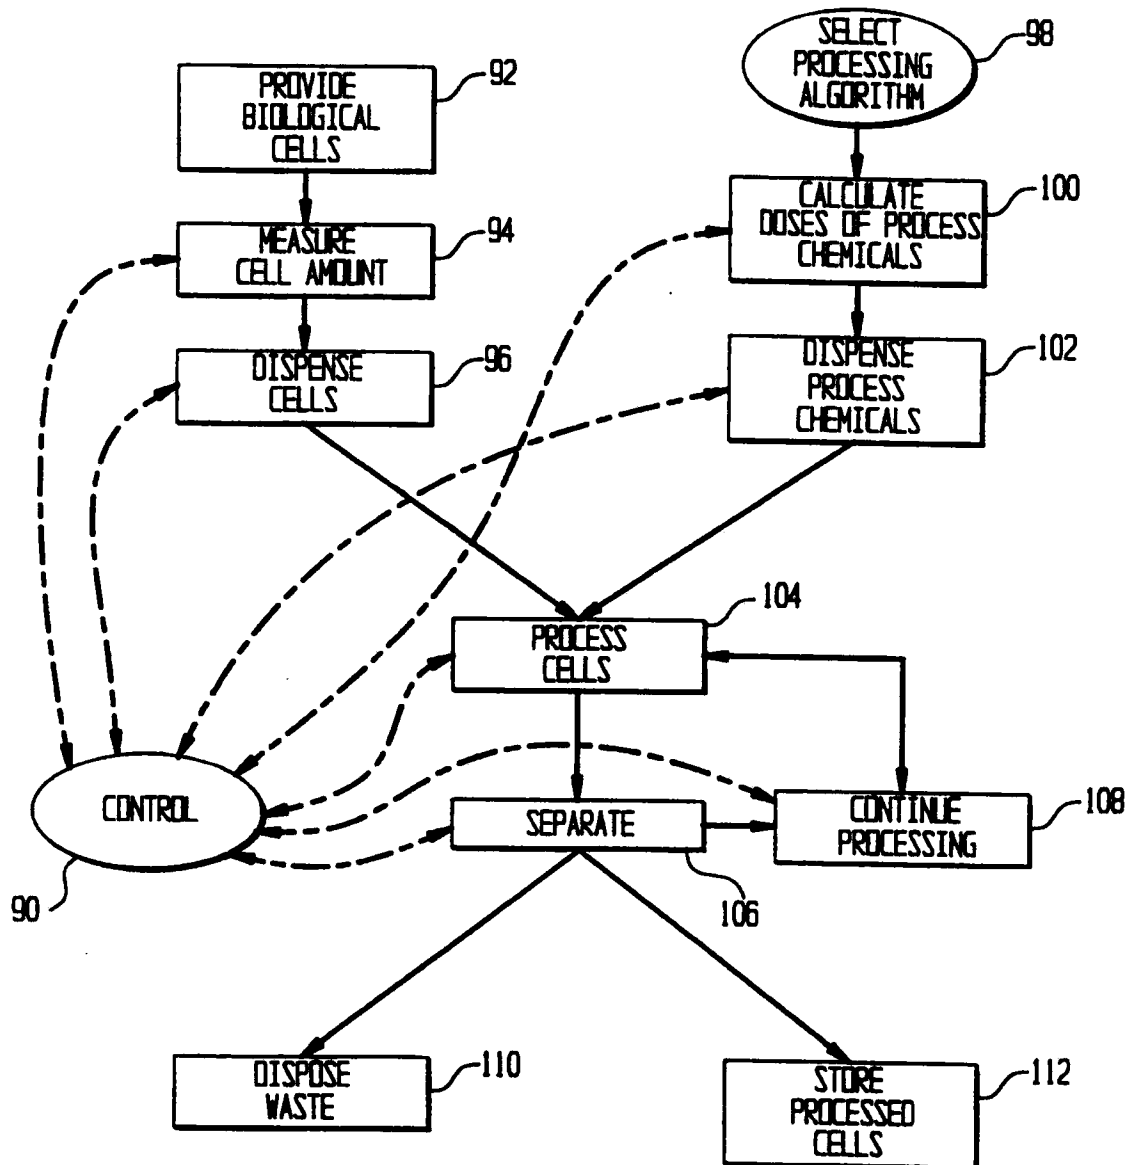 SELECT
PROCESSING
ALGORITHM
98
PROVIDE
BIOLOGICAL
CELLS
92
CALCULATE
DOSES OF PROCESS
CHEMICALS
100
MEASURE
CELL AMOUNT
94
DISPENSE
CELLS
96
DISPENSE
PROCESS
CHEMICALS
102
PROCESS
CELLS
104
CONTROL
90
SEPARATE
106
CONTINUE
PROCESSING
108
DISPOSE
WASTE
110
STORE
PROCESSED
CELLS
112